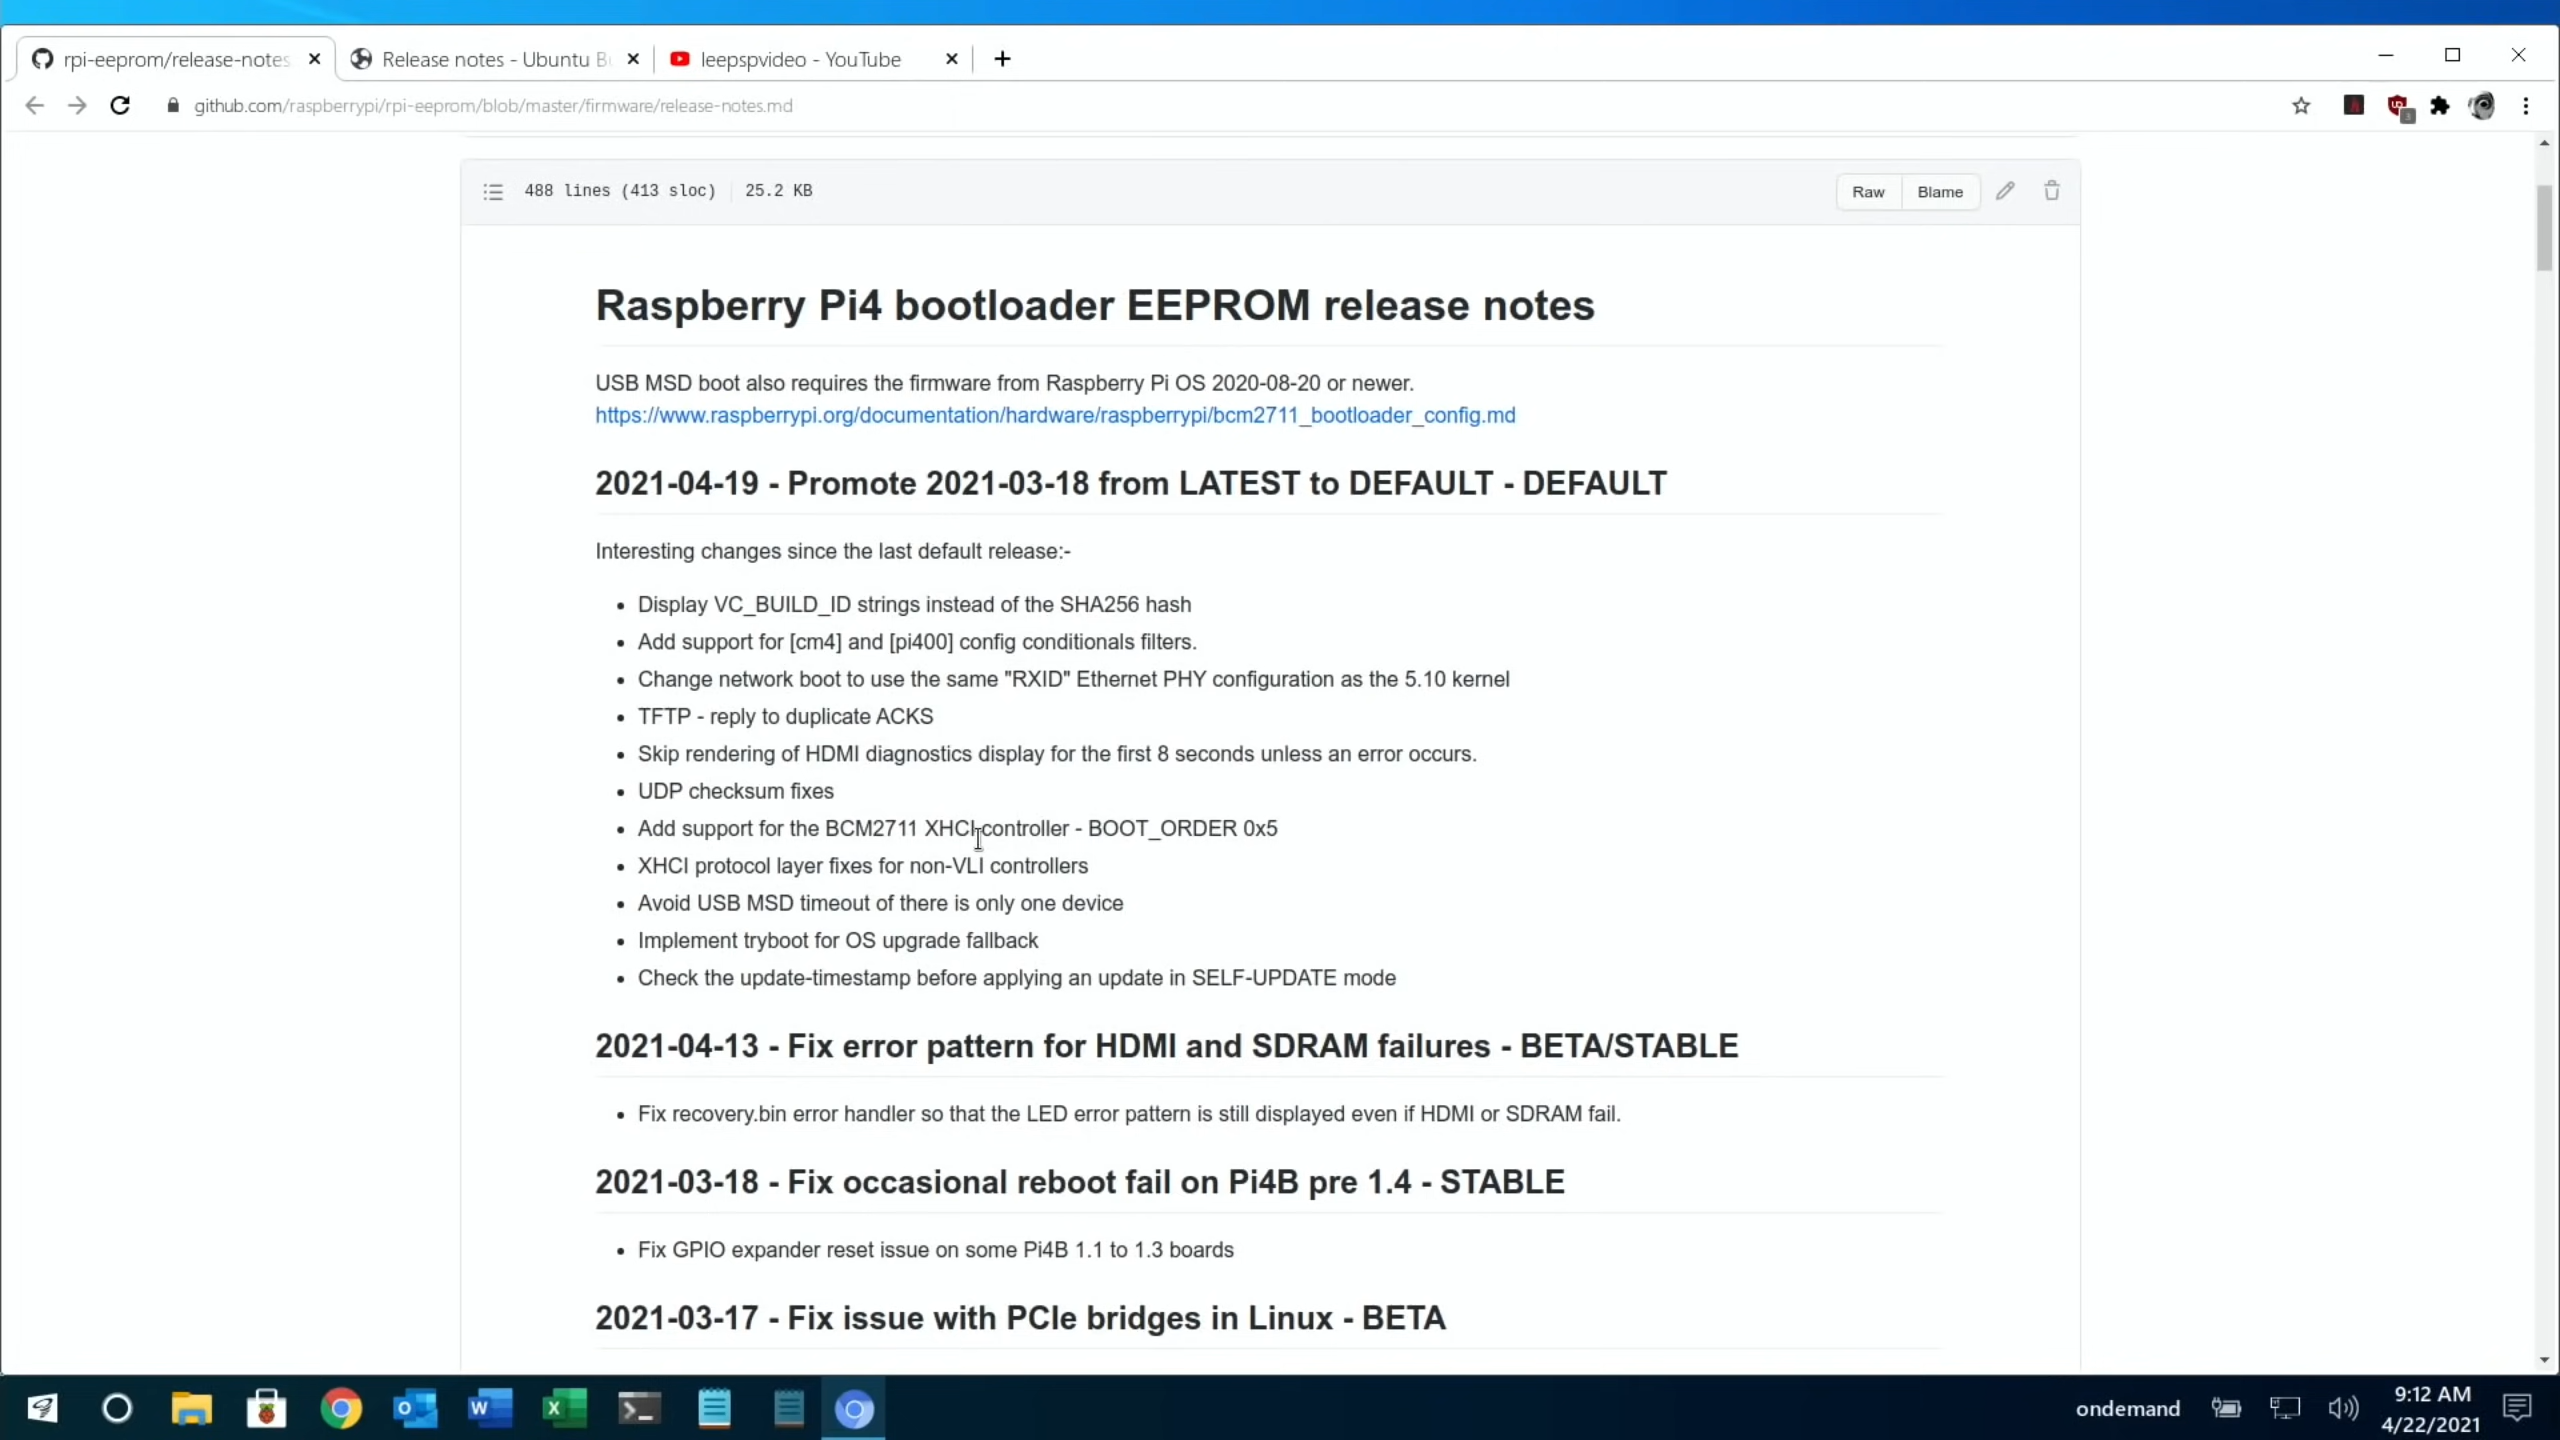 rpi-eeprom/release-notes
Release notes - Ubuntu B
leepspvideo - YouTube
github.com/raspberrypi/rpi-eeprom/blob/master/firmware/release-notes.md
488 lines (413 sloc) 25.2 KB
Raw Blame
Raspberry Pi4 bootloader EEPROM release notes
USB MSD boot also requires the firmware from Raspberry Pi OS 2020-08-20 or newer.
https://www.raspberrypi.org/documentation/hardware/raspberrypi/bcm2711_bootloader_config.md
2021-04-19 - Promote 2021-03-18 from LATEST to DEFAULT - DEFAULT
Interesting changes since the last default release:-
• Display VC_BUILD_ID strings instead of the SHA256 hash
• Add support for [cm4] and [pi400] config conditionals filters.
• Change network boot to use the same "RXID" Ethernet PHY configuration as the 5.10 kernel
• TFTP - reply to duplicate ACKS
• Skip rendering of HDMI diagnostics display for the first 8 seconds unless an error occurs.
• UDP checksum fixes
• Add support for the BCM2711 XHCI controller - BOOT_ORDER 0x5
• XHCI protocol layer fixes for non-VLI controllers
• Avoid USB MSD timeout of there is only one device
• Implement tryboot for OS upgrade fallback
• Check the update-timestamp before applying an update in SELF-UPDATE mode
2021-04-13 - Fix error pattern for HDMI and SDRAM failures - BETA/STABLE
• Fix recovery.bin error handler so that the LED error pattern is still displayed even if HDMI or SDRAM fail.
2021-03-18 - Fix occasional reboot fail on Pi4B pre 1.4 - STABLE
• Fix GPIO expander reset issue on some Pi4B 1.1 to 1.3 boards
2021-03-17 - Fix issue with PCIe bridges in Linux - BETA
ondemand
9:12 AM
4/22/2021